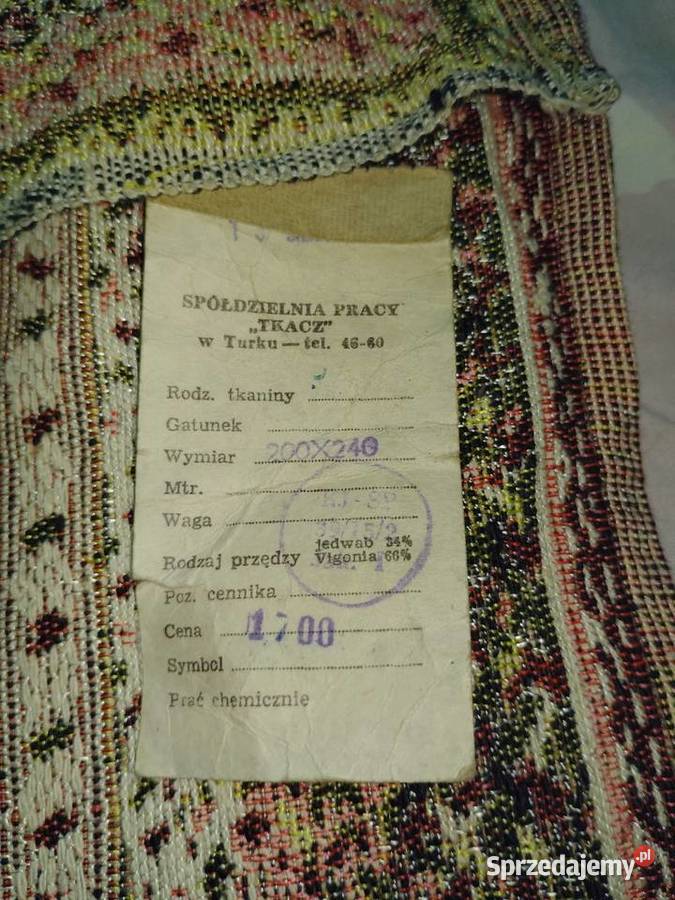 SPÓŁDZIELNIA PRACY
„TKACZ”
w Turku — tel. 46-60
Rodz. tkaniny
Gatunek
Wymiar 200X240
Mtr.
Waga
Rodzaj przędzy jedwab 34%
Vigonia 66%
Poz. cennika
Cena 1700
Symbol
Prać chemicznie
Sprzedajemy.pl